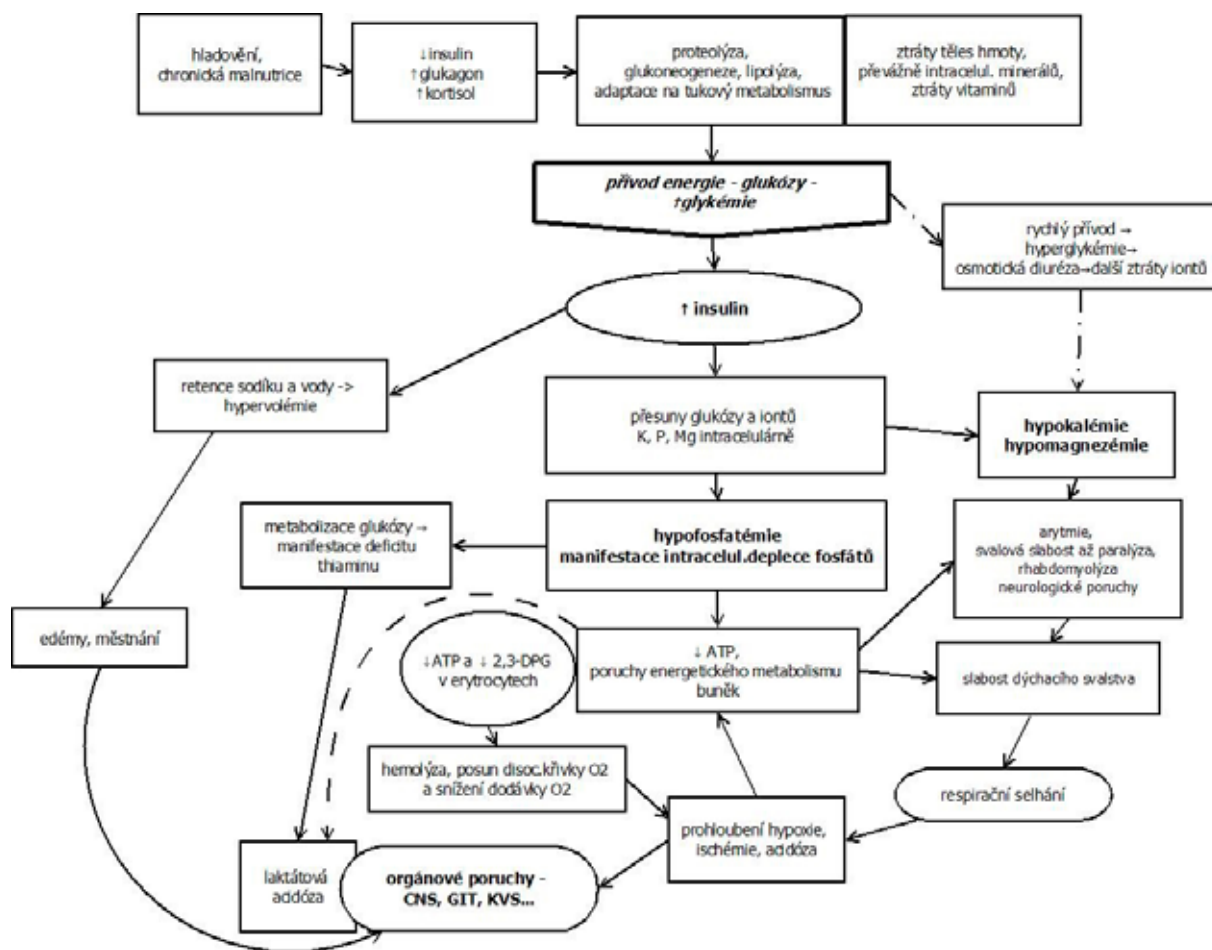 hladovění,
chronická malnutrice
↓insulin
↑glukagon
↑kortisol
proteolýza,
glukoneogeneze, lipolýza,
adaptace na tukový metabolismus
ztráty těles hmoty,
převážně intracelul. minerálů,
ztráty vitaminů
přívod energie - glukózy -
↑glykémie
rychlý přívod →
hyperglykémie→
osmotická diuréza→další ztráty iontů
↑ insulin
retence sodíku a vody ->
hypervolémie
přesuny glukózy a iontů
K, P, Mg intracelulárně
hypokalémie
hypomagnezémie
metabolizace glukózy →
manifestace deficitu
thiaminu
hypofosfatémie
manifestace intracelul.deplece fosfátů
arytmie,
svalová slabost až paralýza,
rhabdomyolýza
neurologické poruchy
edémy, městnání
↓ATP a ↓ 2,3-DPG
v erytrocytech
↓ ATP,
poruchy energetického metabolismu
buněk
slabost dýchacího svalstva
hemolýza, posun disoc.křivky O2
a snížení dodávky O2
respirační selhání
prohloubení hypoxie,
ischémie, acidóza
laktátová
acidóza
orgánové poruchy -
CNS, GIT, KVS...